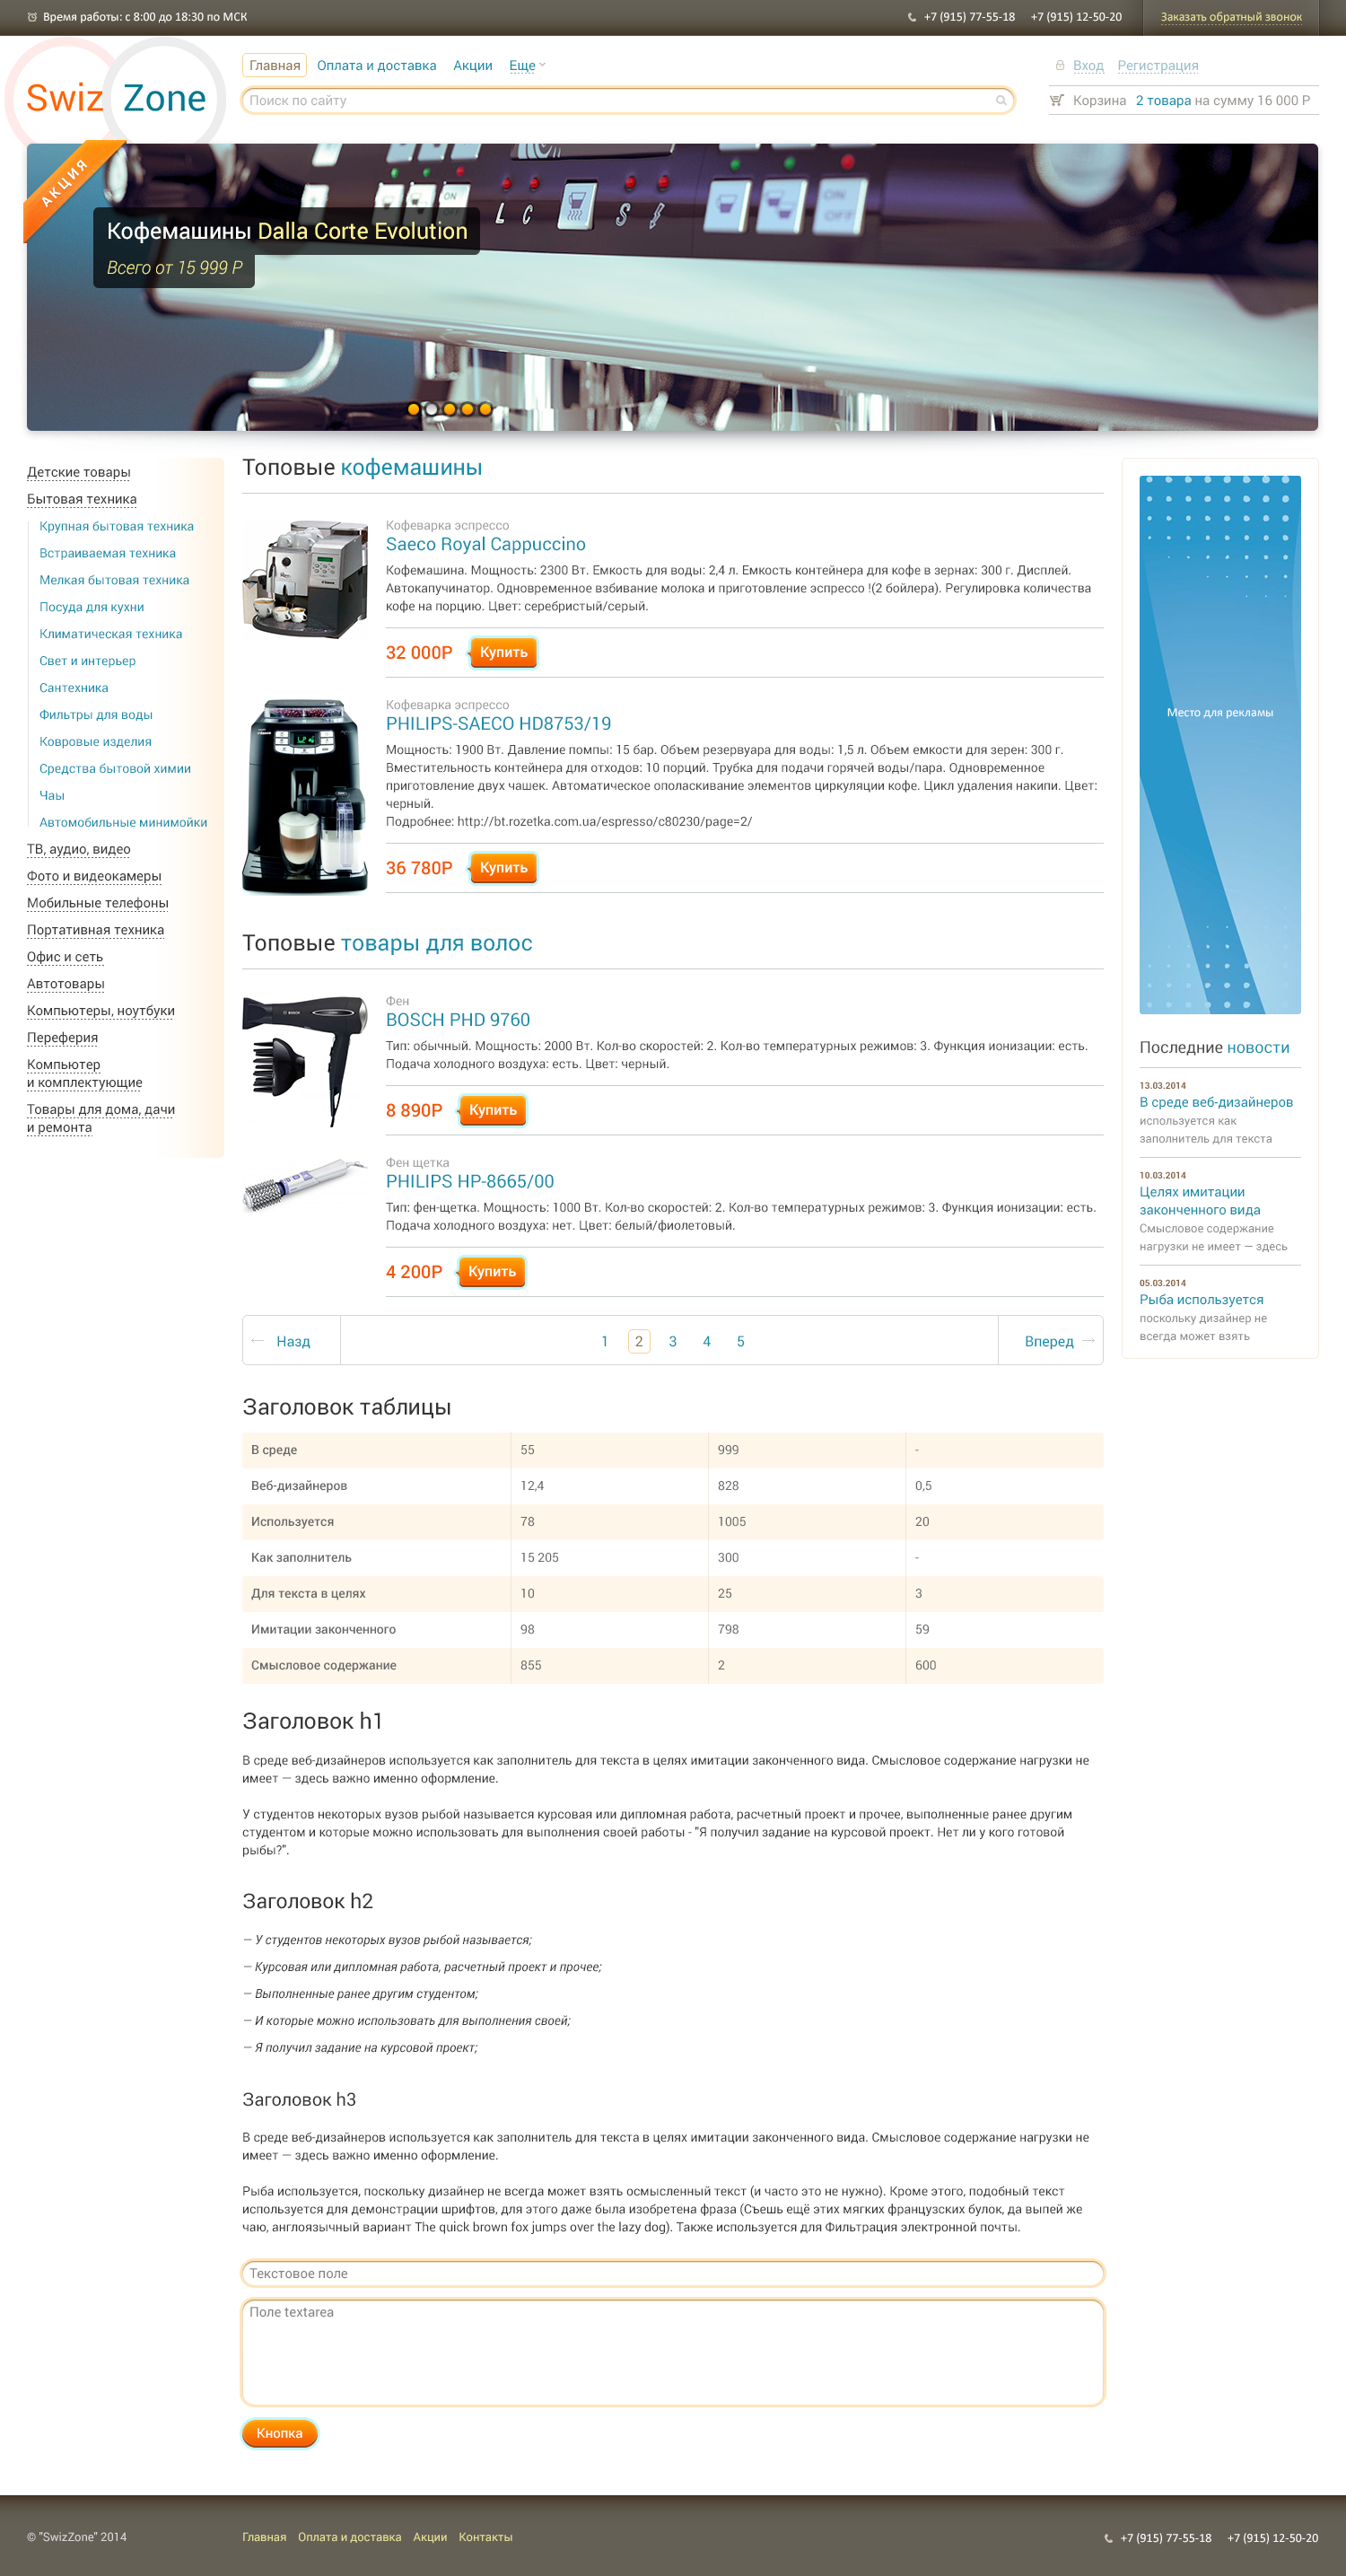 Время работы: с 8:00 до 18:30 по МСК
+7 (915) 77-55-18 +7 (915) 12-50-20
Заказать обратный звонок
Swiz Zone
Главная Оплата и доставка Акции Еще
Поиск по сайту
Вход Регистрация
Корзина 2 товара на сумму 16 000 Р
АКЦИЯ
ON
OFF
L C S
Кофемашины Dalla Corte Evolution
Всего от 15 999 Р
Детские товары
Бытовая техника
Крупная бытовая техника
Встраиваемая техника
Мелкая бытовая техника
Посуда для кухни
Климатическая техника
Свет и интерьер
Сантехника
Фильтры для воды
Ковровые изделия
Средства бытовой химии
Чаы
Автомобильные минимойки
ТВ, аудио, видео
Фото и видеокамеры
Мобильные телефоны
Портативная техника
Офис и сеть
Автотовары
Компьютеры, ноутбуки
Переферия
Компьютер
и комплектующие
Товары для дома, дачи
и ремонта
Топовые кофемашины
Кофеварка эспрессо
Saeco Royal Cappuccino
Кофемашина. Мощность: 2300 Вт. Емкость для воды: 2,4 л. Емкость контейнера для кофе в зернах: 300 г. Дисплей.
Автокапучинатор. Одновременное взбивание молока и приготовление эспрессо !(2 бойлера). Регулировка количества
кофе на порцию. Цвет: серебристый/серый.
32 000Р Купить
Кофеварка эспрессо
PHILIPS-SAECO HD8753/19
Мощность: 1900 Вт. Давление помпы: 15 бар. Объем резервуара для воды: 1,5 л. Объем емкости для зерен: 300 г.
Вместительность контейнера для отходов: 10 порций. Трубка для подачи горячей воды/пара. Одновременное
приготовление двух чашек. Автоматическое ополаскивание элементов циркуляции кофе. Цикл удаления накипи. Цвет:
черный.
Подробнее: http://bt.rozetka.com.ua/espresso/c80230/page=2/
36 780Р Купить
Топовые товары для волос
Фен
BOSCH PHD 9760
Тип: обычный. Мощность: 2000 Вт. Кол-во скоростей: 2. Кол-во температурных режимов: 3. Функция ионизации: есть.
Подача холодного воздуха: есть. Цвет: черный.
8 890Р Купить
Фен щетка
PHILIPS HP-8665/00
Тип: фен-щетка. Мощность: 1000 Вт. Кол-во скоростей: 2. Кол-во температурных режимов: 3. Функция ионизации: есть.
Подача холодного воздуха: нет. Цвет: белый/фиолетовый.
4 200Р Купить
Назд 1 2 3 4 5 Вперед
Место для рекламы
Последние новости
13.03.2014
В среде веб-дизайнеров
используется как
заполнитель для текста
10.03.2014
Целях имитации
законченного вида
Смысловое содержание
нагрузки не имеет — здесь
05.03.2014
Рыба используется
поскольку дизайнер не
всегда может взять
Заголовок таблицы
В среде 55 999 -
Веб-дизайнеров 12,4 828 0,5
Используется 78 1005 20
Как заполнитель 15 205 300 -
Для текста в целях 10 25 3
Имитации законченного 98 798 59
Смысловое содержание 855 2 600
Заголовок h1
В среде веб-дизайнеров используется как заполнитель для текста в целях имитации законченного вида. Смысловое содержание нагрузки не
имеет — здесь важно именно оформление.
У студентов некоторых вузов рыбой называется курсовая или дипломная работа, расчетный проект и прочее, выполненные ранее другим
студентом и которые можно использовать для выполнения своей работы - "Я получил задание на курсовой проект. Нет ли у кого готовой
рыбы?".
Заголовок h2
— У студентов некоторых вузов рыбой называется;
— Курсовая или дипломная работа, расчетный проект и прочее;
— Выполненные ранее другим студентом;
— И которые можно использовать для выполнения своей;
— Я получил задание на курсовой проект;
Заголовок h3
В среде веб-дизайнеров используется как заполнитель для текста в целях имитации законченного вида. Смысловое содержание нагрузки не
имеет — здесь важно именно оформление.
Рыба используется, поскольку дизайнер не всегда может взять осмысленный текст (и часто это не нужно). Кроме этого, подобный текст
используется для демонстрации шрифтов, для этого даже была изобретена фраза (Съешь ещё этих мягких французских булок, да выпей же
чаю, англоязычный вариант The quick brown fox jumps over the lazy dog). Также используется для Фильтрация электронной почты.
Текстовое поле
Поле textarea
Кнопка
© "SwizZone" 2014
Главная Оплата и доставка Акции Контакты
+7 (915) 77-55-18 +7 (915) 12-50-20